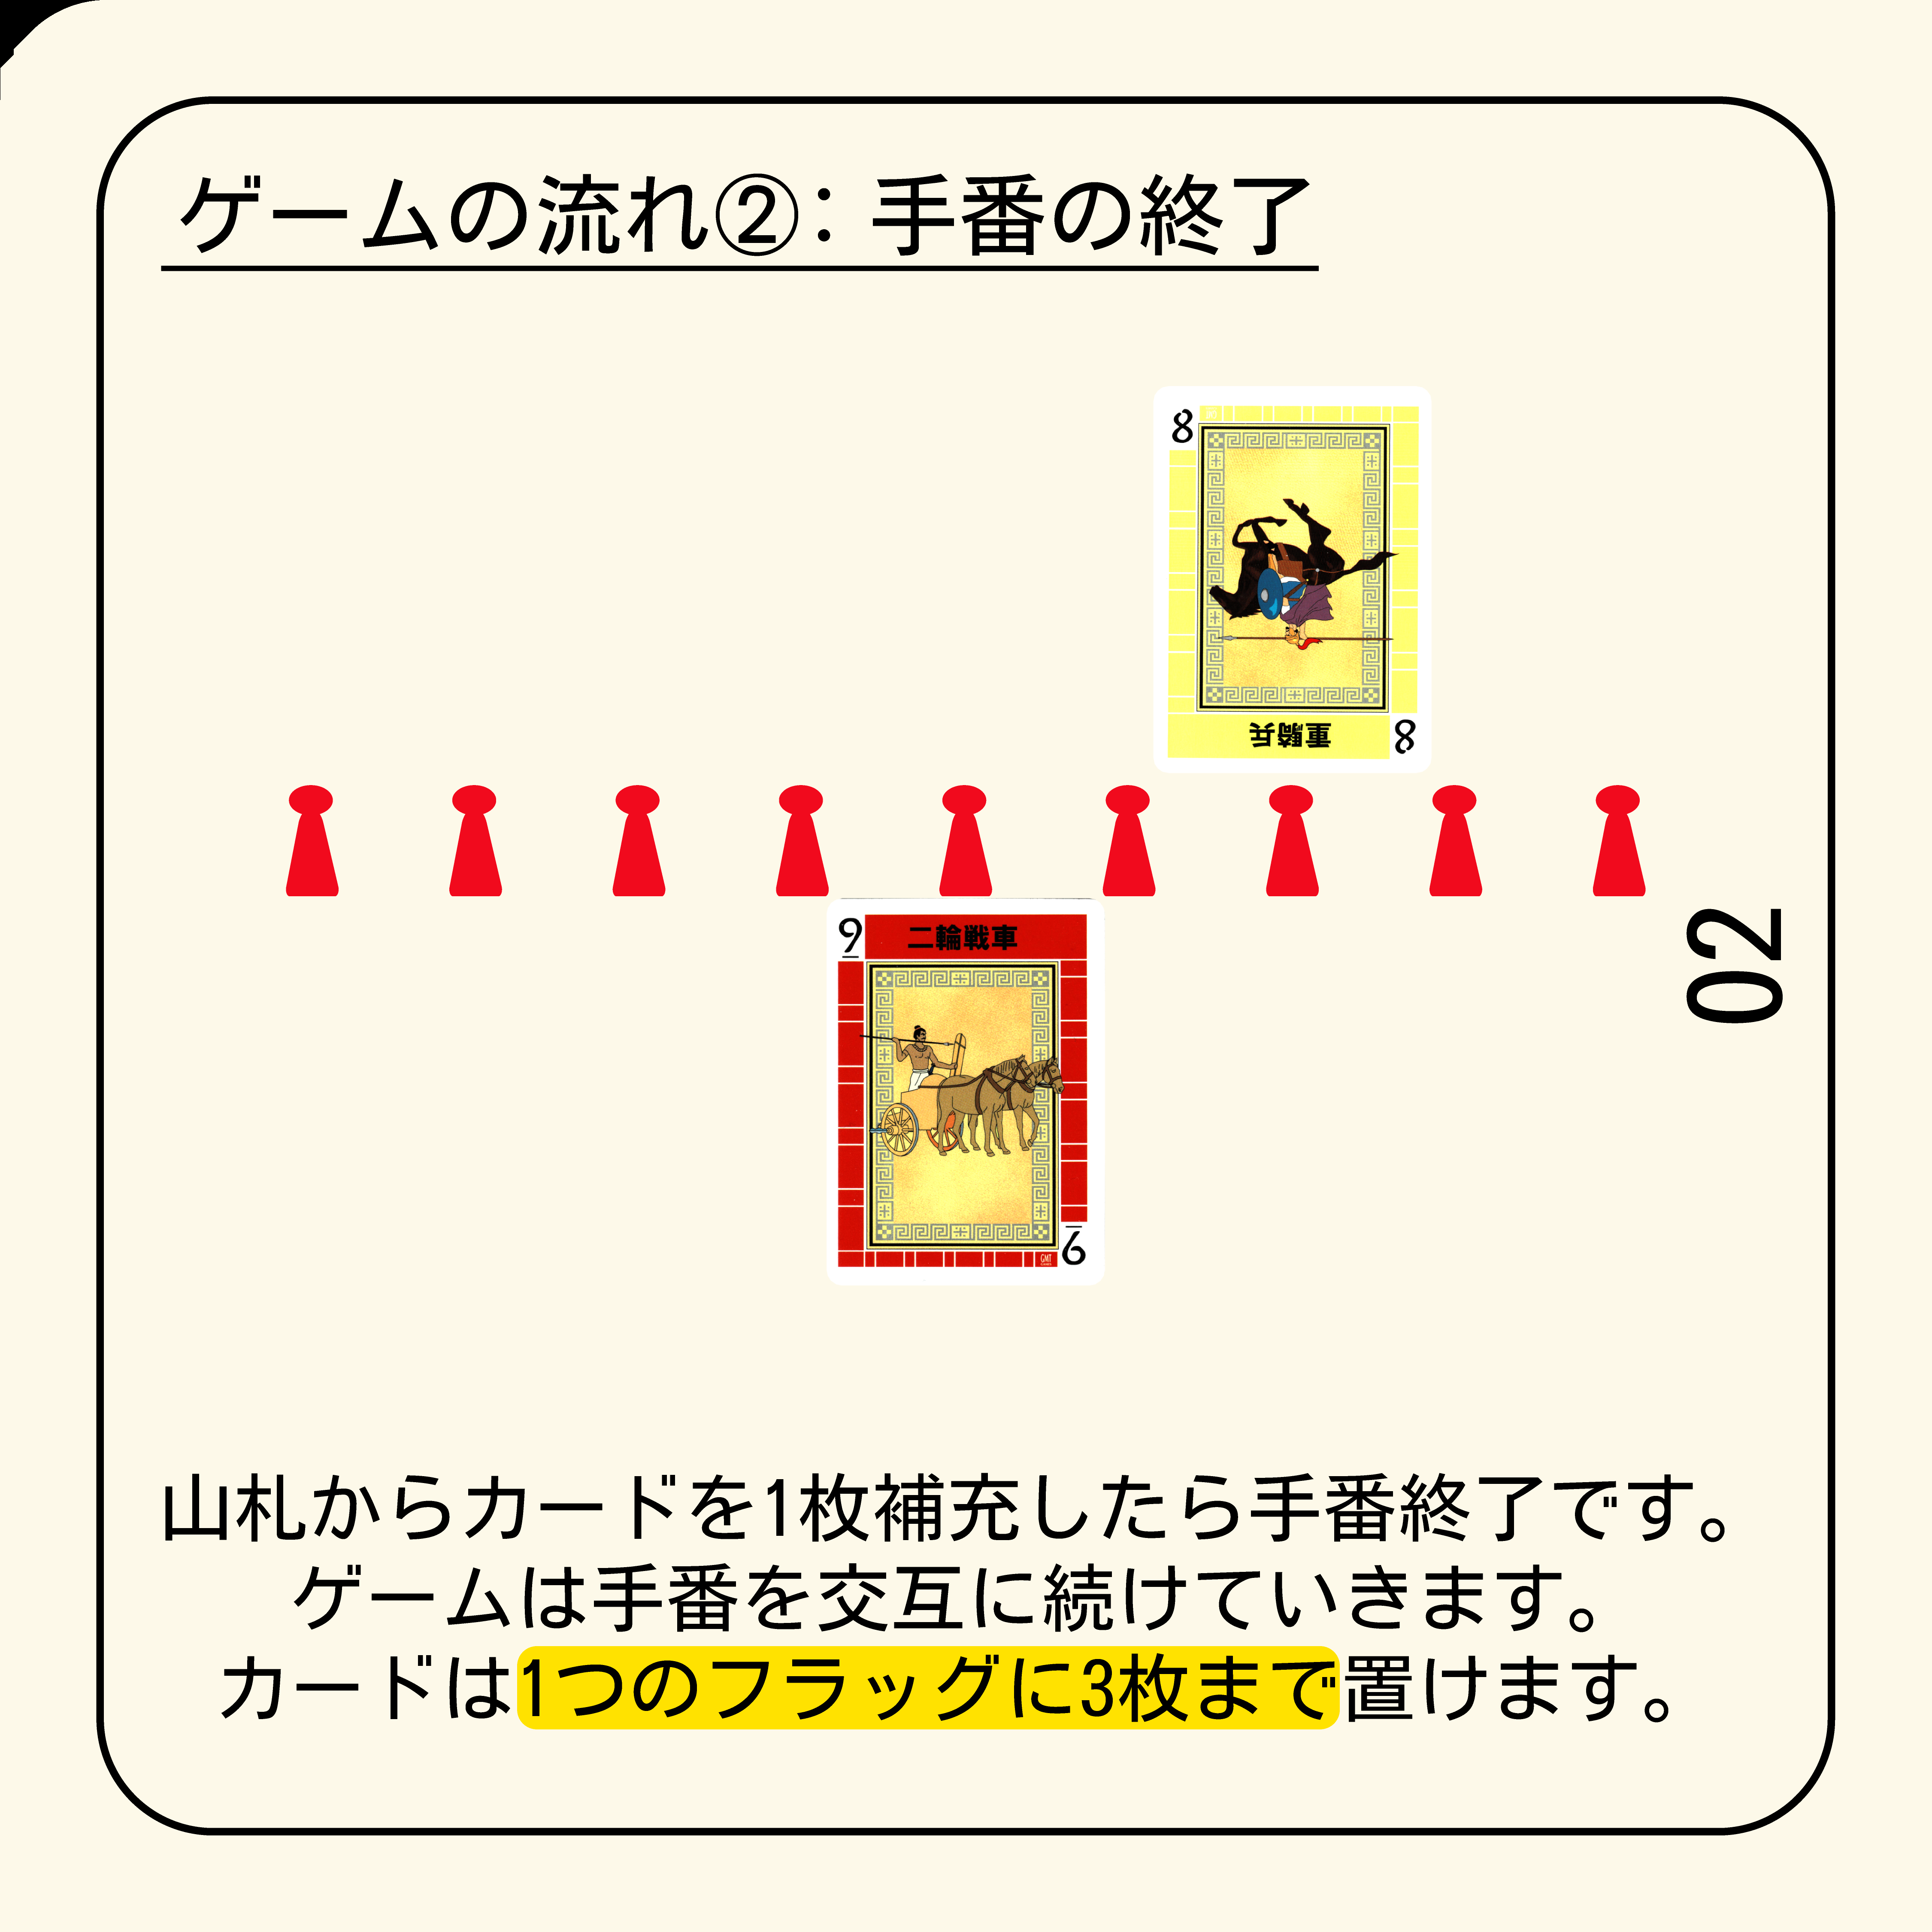 ゲームの流れ②：手番の終了
8
重騎兵
8
9
二輪戦車
GMT
9
02
山札からカードを1枚補充したら手番終了です。
ゲームは手番を交互に続けていきます。
カードは1つのフラッグに3枚まで置けます。